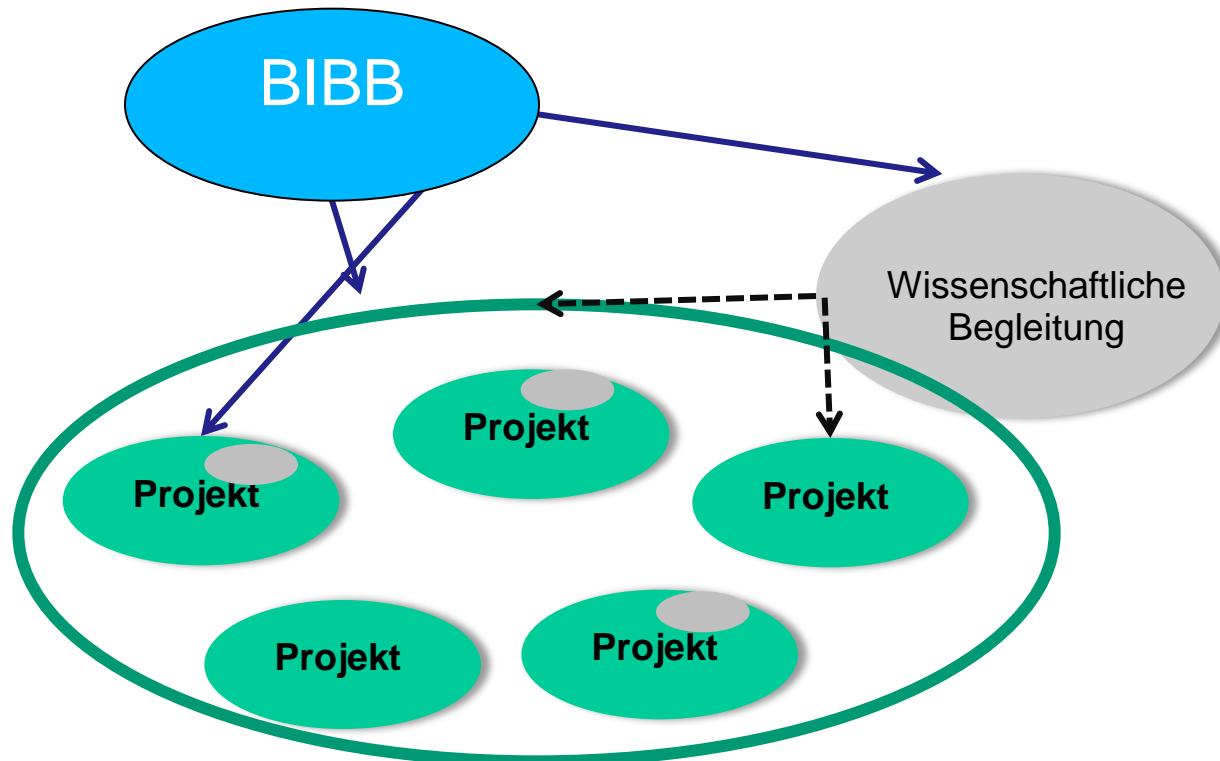 BIBB
Wissenschaftliche
Begleitung
Projekt
Projekt
Projekt
Projekt
Projekt